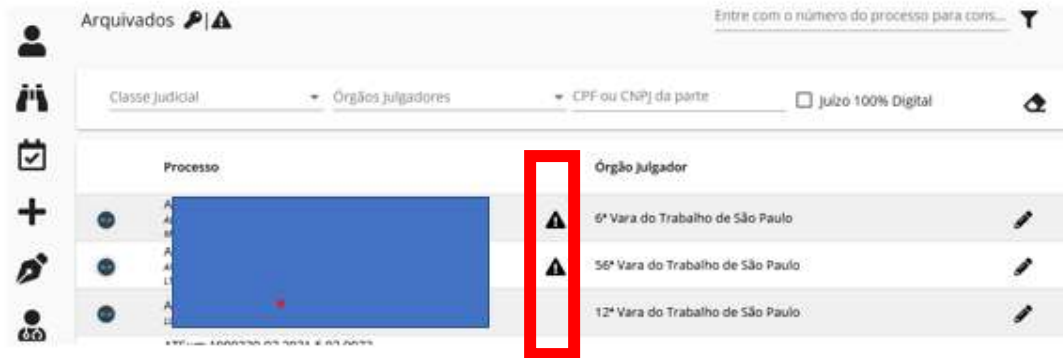 Arquivados
Entre com o número do processo para cons...
Classe Judicial
Órgãos Julgadores
CPF ou CNPJ da parte
Juízo 100% Digital
Processo
Órgão Julgador
6ª Vara do Trabalho de São Paulo
56ª Vara do Trabalho de São Paulo
12ª Vara do Trabalho de São Paulo